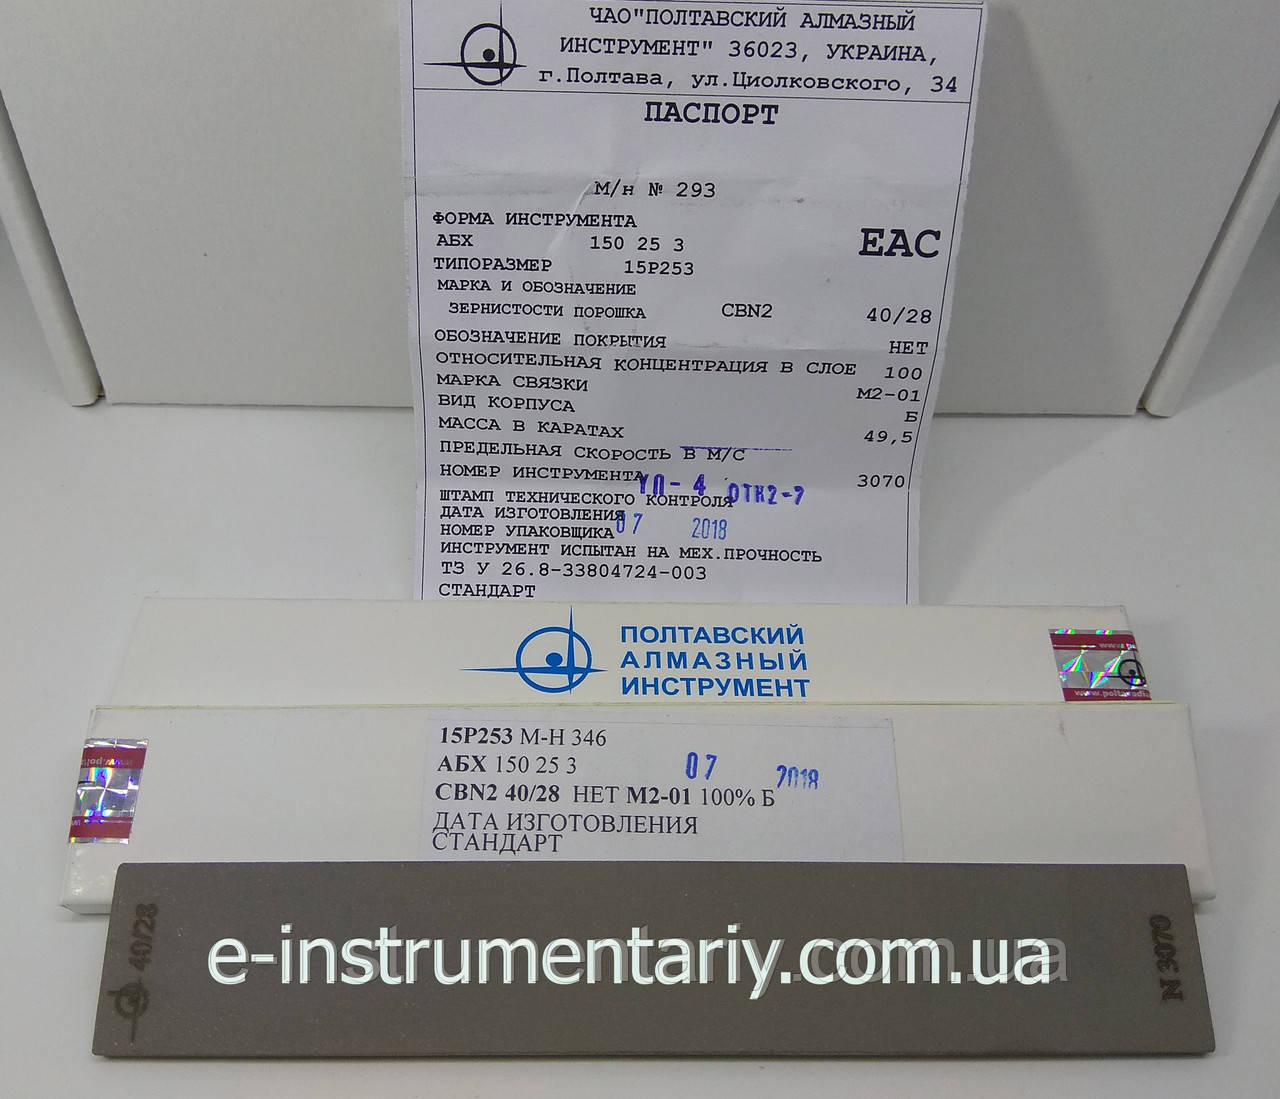 ЧАО"ПОЛТАВСКИЙ АЛМАЗНЫЙ
ИНСТРУМЕНТ" 36023, УКРАИНА,
г.Полтава, ул.Циолковского, 34
ПАСПОРТ
М/н № 293
ФОРМА ИНСТРУМЕНТА
АБХ 150 25 3
EAC
ТИПОРАЗМЕР 15Р253
МАРКА И ОБОЗНАЧЕНИЕ
ЗЕРНИСТОСТИ ПОРОШКА CBN2 40/28
ОБОЗНАЧЕНИЕ ПОКРЫТИЯ НЕТ
ОТНОСИТЕЛЬНАЯ КОНЦЕНТРАЦИЯ В СЛОЕ 100
МАРКА СВЯЗКИ М2-01
ВИД КОРПУСА Б
МАССА В КАРАТАХ 49,5
ПРЕДЕЛЬНАЯ СКОРОСТЬ В М/С
НОМЕР ИНСТРУМЕНТА 3070
УП-4 ОТК2-7
ШТАМП ТЕХНИЧЕСКОГО КОНТРОЛЯ
ДАТА ИЗГОТОВЛЕНИЯ 07 2018
НОМЕР УПАКОВЩИКА
ИНСТРУМЕНТ ИСПЫТАН НА МЕХ.ПРОЧНОСТЬ
ТЗ У 26.8-33804724-003
СТАНДАРТ
ПОЛТАВСКИЙ
АЛМАЗНЫЙ
ИНСТРУМЕНТ
15Р253 М-Н 346
АБХ 150 25 3 07 2018
CBN2 40/28 НЕТ М2-01 100% Б
ДАТА ИЗГОТОВЛЕНИЯ
СТАНДАРТ
40/28
e-instrumentariy.com.ua
N 3070